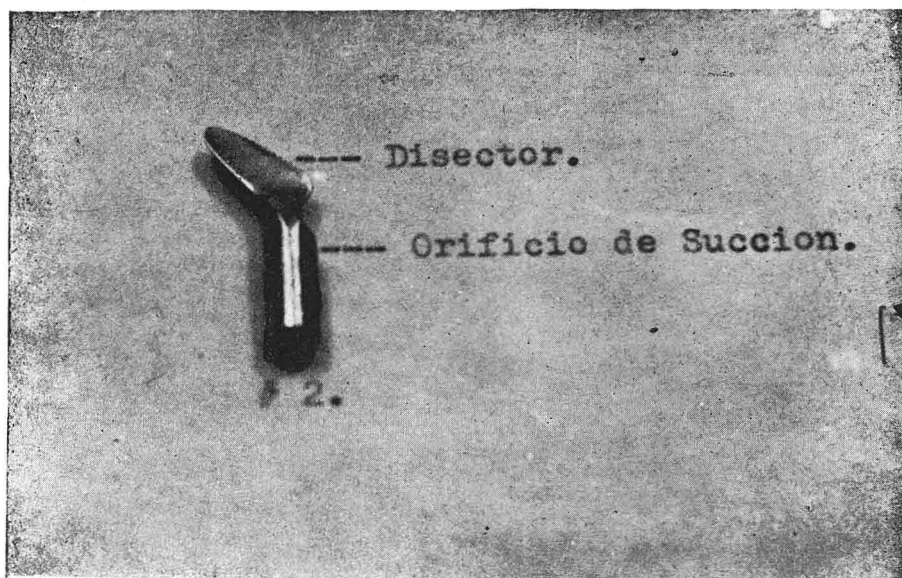 --- Disector.
--- Orificio de Succion.
# 2.